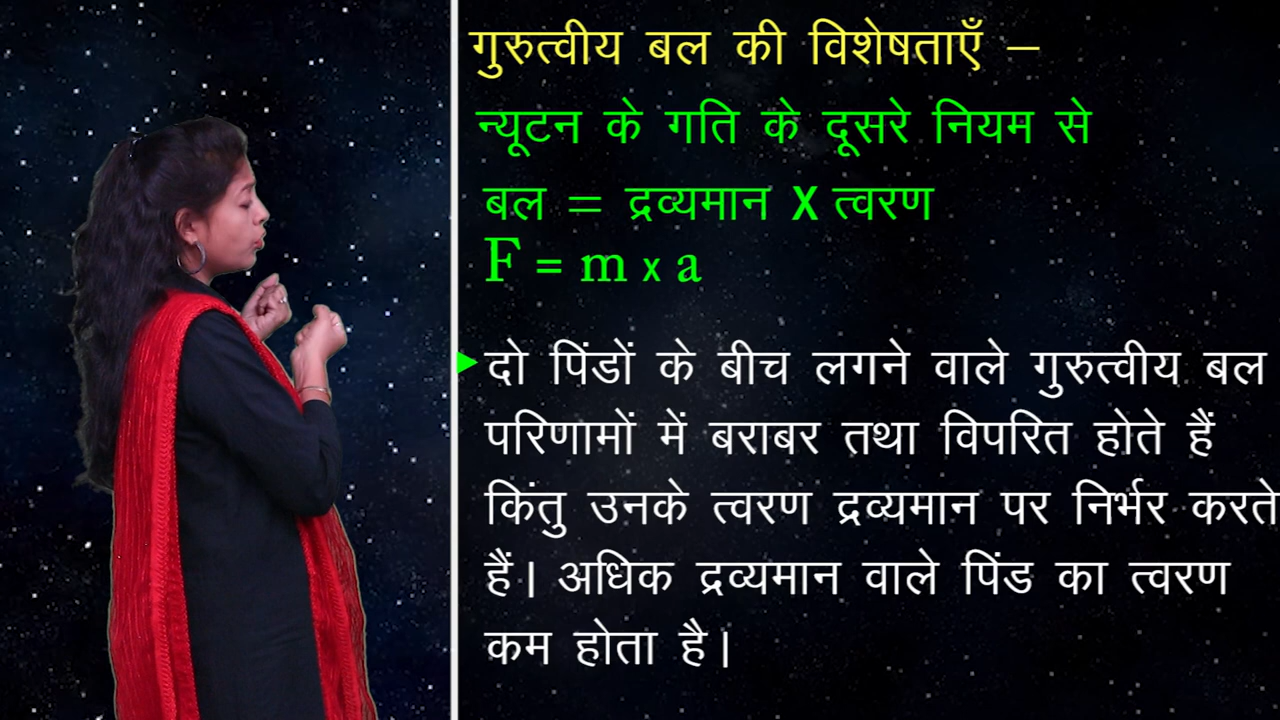 गुरुत्वीय बल की विशेषताएँ –
न्यूटन के गति के दूसरे नियम से
बल = द्रव्यमान X त्वरण
F = m x a
दो पिंडों के बीच लगने वाले गुरुत्वीय बल
परिणामों में बराबर तथा विपरित होते हैं
किंतु उनके त्वरण द्रव्यमान पर निर्भर करते
हैं। अधिक द्रव्यमान वाले पिंड का त्वरण
कम होता है।